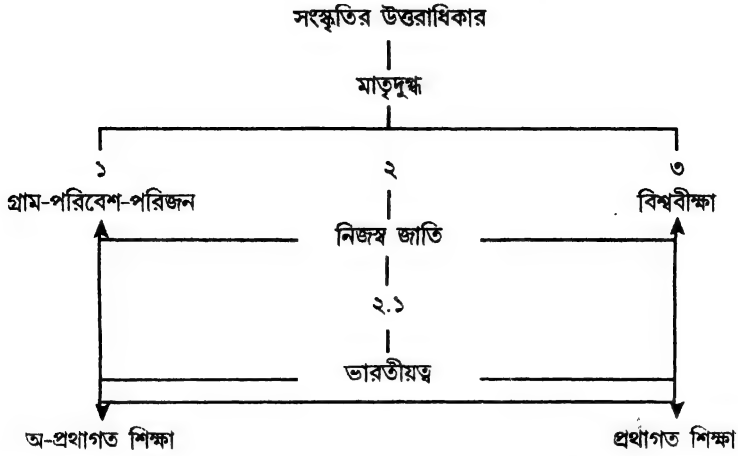 সংস্কৃতির উত্তরাধিকার
মাতৃদুগ্ধ
১ ২ ৩
গ্রাম-পরিবেশ-পরিজন বিশ্ববীক্ষা
নিজস্ব জাতি
২.১
ভারতীয়ত্ব
অ-প্রথাগত শিক্ষা প্রথাগত শিক্ষা